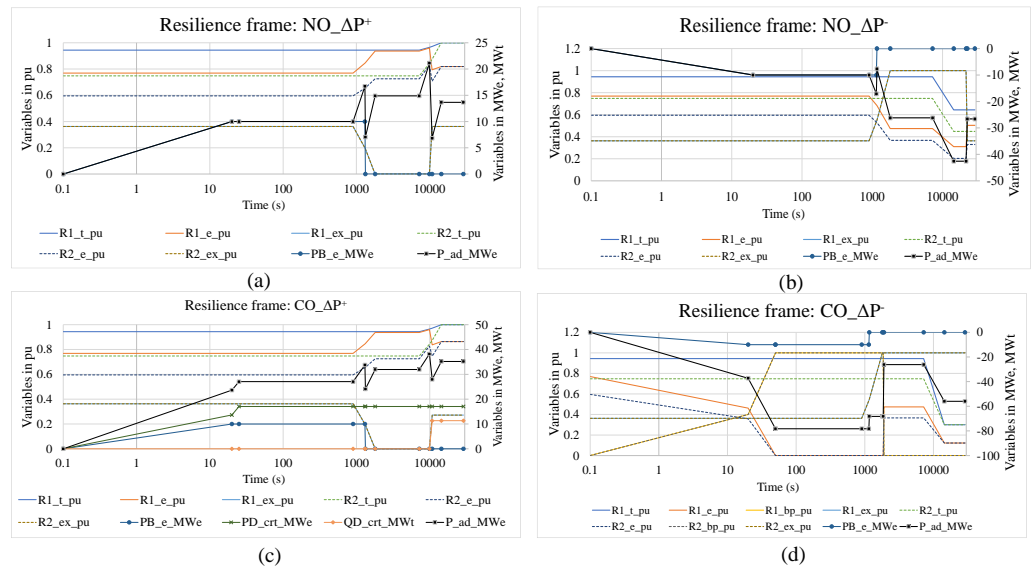 (a)
Resilience frame: NO_ΔP⁺
Variables in pu
1
0.8
0.6
0.4
0.2
0
25
20
15
10
5
0
Variables in MWe, MWt
0.1 1 10 100 1000 10000
Time (s)
R1_t_pu R1_e_pu R1_ex_pu R2_t_pu
R2_e_pu R2_ex_pu PB_e_MWe P_ad_MWe
(a)
Resilience frame: NO_ΔP⁻
Variables in pu
1.2
1
0.8
0.6
0.4
0.2
0
0
-10
-20
-30
-40
-50
Variables in MWe, MWt
0.1 1 10 100 1000 10000
Time (s)
R1_t_pu R1_e_pu R1_ex_pu R2_t_pu
R2_e_pu R2_ex_pu PB_e_MWe P_ad_MWe
(b)
Resilience frame: CO_ΔP⁺
Variables in pu
1
0.8
0.6
0.4
0.2
0
50
40
30
20
10
0
Variables in MWe, MWt
0.1 1 10 100 1000 10000
Time (s)
R1_t_pu R1_e_pu R1_ex_pu R2_t_pu R2_e_pu
R2_ex_pu PB_e_MWe PD_crt_MWe QD_crt_MWt P_ad_MWe
(c)
Resilience frame: CO_ΔP⁻
Variables in pu
1.2
1
0.8
0.6
0.4
0.2
0
0
-20
-40
-60
-80
-100
Variables in MWe, MWt
0.1 1 10 100 1000 10000
Time (s)
R1_t_pu R1_e_pu R1_bp_pu R1_ex_pu R2_t_pu
R2_e_pu R2_bp_pu R2_ex_pu PB_e_MWe P_ad_MWe
(d)